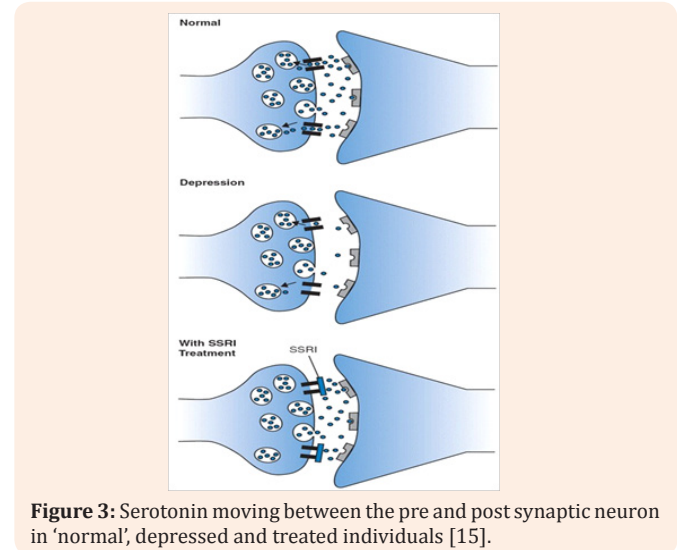 Normal
Depression
With SSRI
Treatment
SSRI
Figure 3: Serotonin moving between the pre and post synaptic neuron
in ‘normal’, depressed and treated individuals [15].